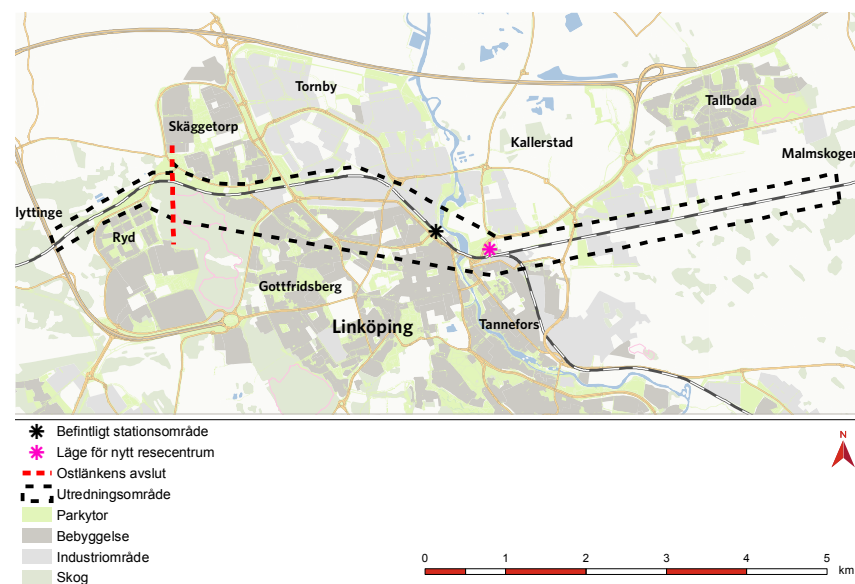 Tornby
Tallboda
Skäggetorp
Kallerstad
Malmskogen
lyttinge
Ryd
Gottfridsberg
Linköping
Tannefors
Befintligt stationsområde
Läge för nytt resecentrum
Ostlänkens avslut
Utredningsområde
Parkytor
Bebyggelse
Industriområde
Skog
N
0 1 2 3 4 5
km